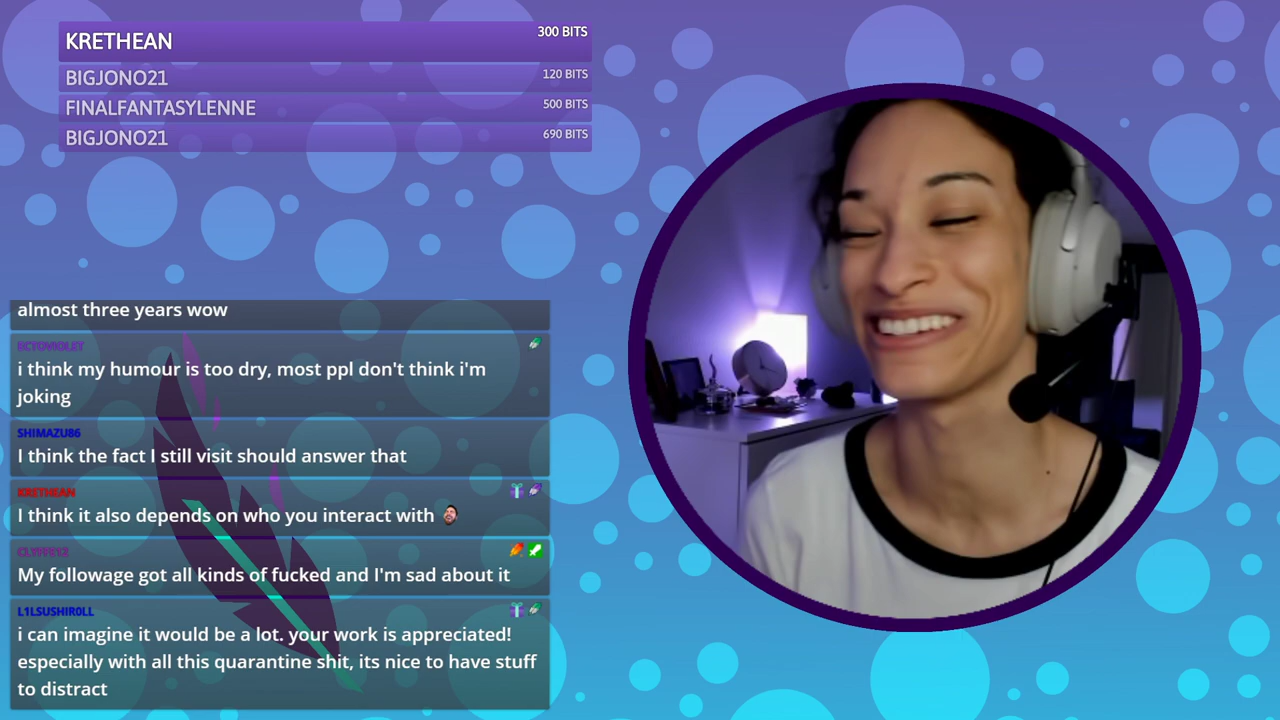 KRETHEAN 300 BITS
BIGJONO21 120 BITS
FINALFANTASYLENNE 500 BITS
BIGJONO21 690 BITS
almost three years wow
ECTOVIOLET
i think my humour is too dry, most ppl don't think i'm
joking
SHIMAZU86
I think the fact I still visit should answer that
KRETHEAN
I think it also depends on who you interact with
My followage got all kinds of fucked and I'm sad about it
L1LSUSHIR0LL
i can imagine it would be a lot. your work is appreciated!
especially with all this quarantine shit, its nice to have stuff
to distract